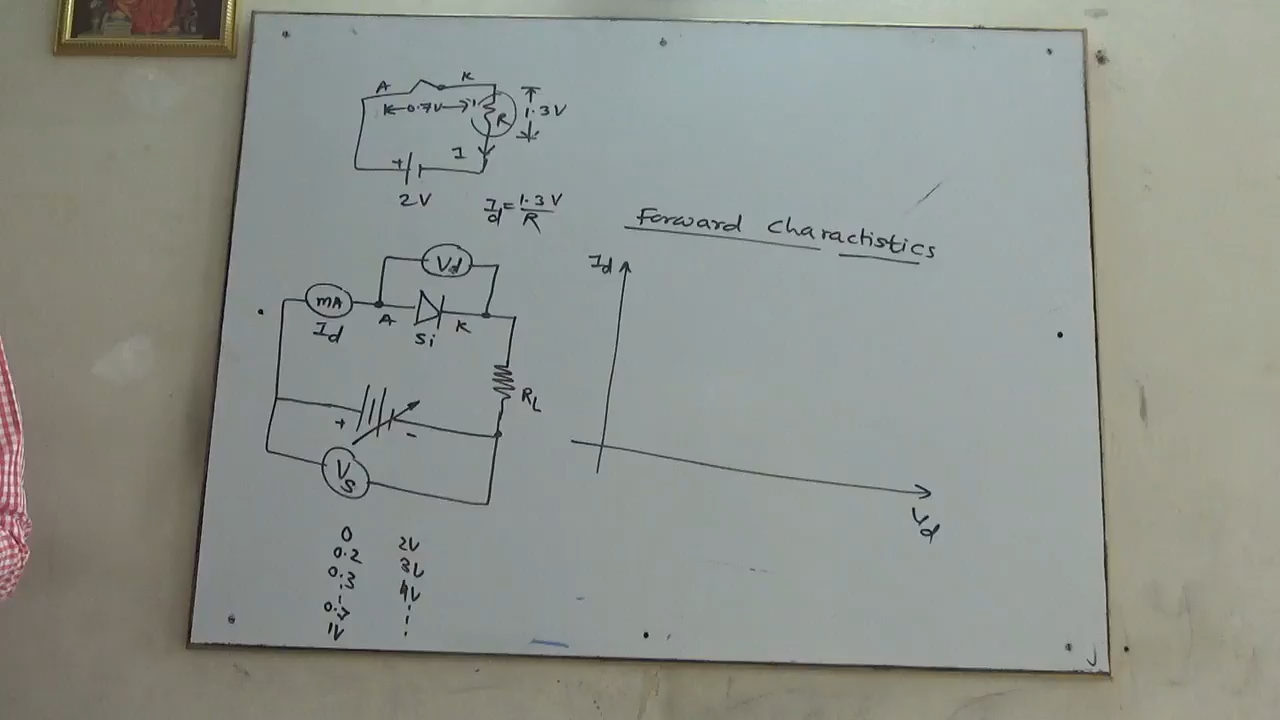 A K
K 0.7V
R
1.3V
I
+
2V
Id = 1.3V
R
Vd
mA
A K
Id
Si
RL
+ -
Vs
0 2V
0.2 3V
0.3 4V
0.7
1V
Forward charactistics
Id
Vd